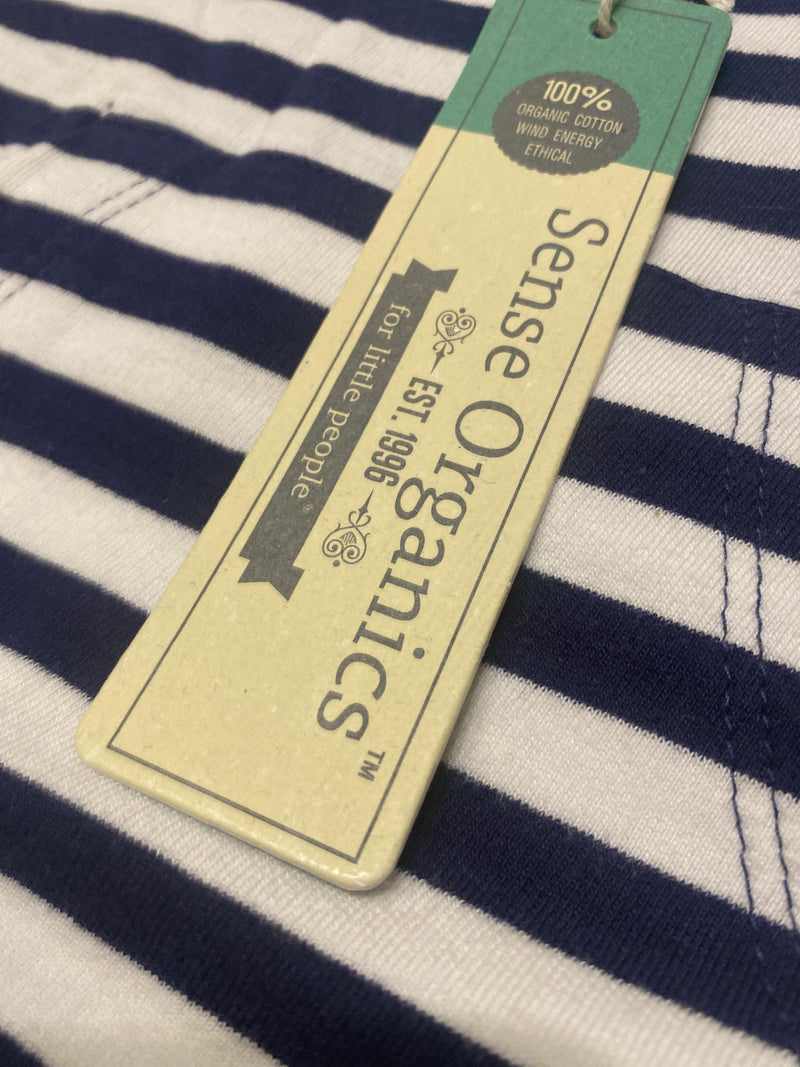 100%
ORGANIC COTTON
WIND ENERGY
ETHICAL
Sense Organics™
EST. 1996
for little people